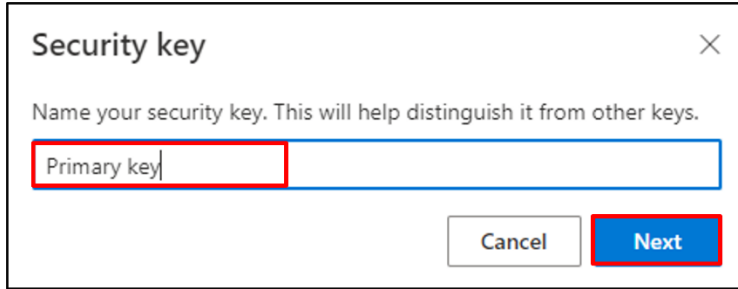 Security key
Name your security key. This will help distinguish it from other keys.
Primary key
Cancel
Next